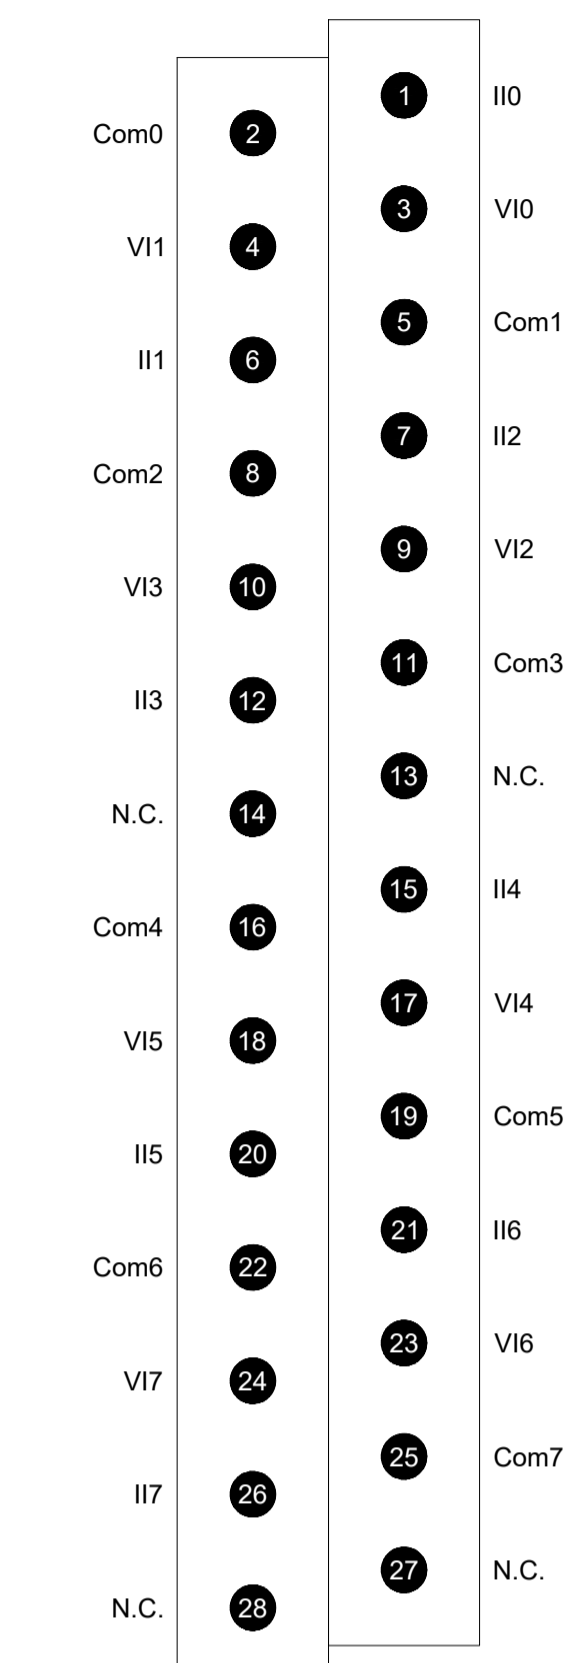 1 II0
Com0 2
3 VI0
VI1 4
5 Com1
II1 6
7 II2
Com2 8
9 VI2
VI3 10
11 Com3
II3 12
13 N.C.
N.C. 14
15 II4
Com4 16
17 VI4
VI5 18
19 Com5
II5 20
21 II6
Com6 22
23 VI6
VI7 24
25 Com7
II7 26
27 N.C.
N.C. 28